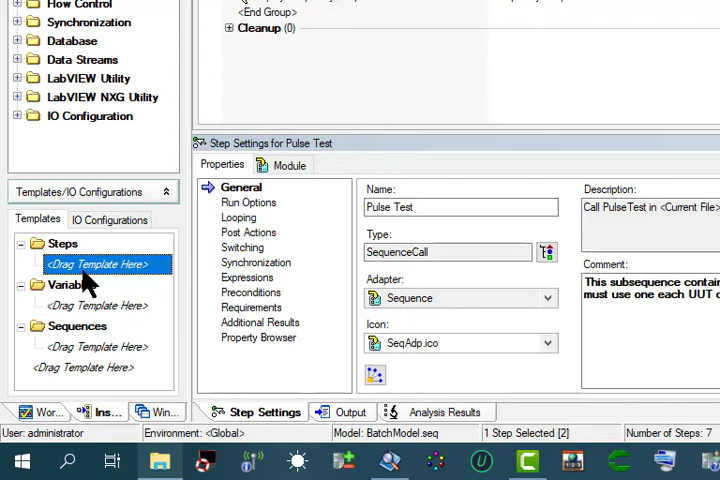 Flow Control
Synchronization
Database
Data Streams
LabVIEW Utility
LabVIEW NXG Utility
IO Configuration
<End Group>
Cleanup (0)
Templates/IO Configurations
Templates
IO Configurations
Steps
<Drag Template Here>
<Drag Template Here>
Sequences
<Drag Template Here>
<Drag Template Here>
Wor...
Ins...
Win...
Step Settings for Pulse Test
Properties
Module
General
Run Options
Looping
Post Actions
Switching
Synchronization
Expressions
Preconditions
Requirements
Additional Results
Property Browser
Name:
Pulse Test
Type:
SequenceCall
Adapter:
Sequence
Icon:
SeqAdp.ico
Description:
Call PulseTest in <Current File>
Comment:
This subsequence contain
must use one each UUT
Step Settings
Output
Analysis Results
User: administrator
Environment: <Global>
Model: BatchModel.seq
1 Step Selected [2]
Number of Steps: 7